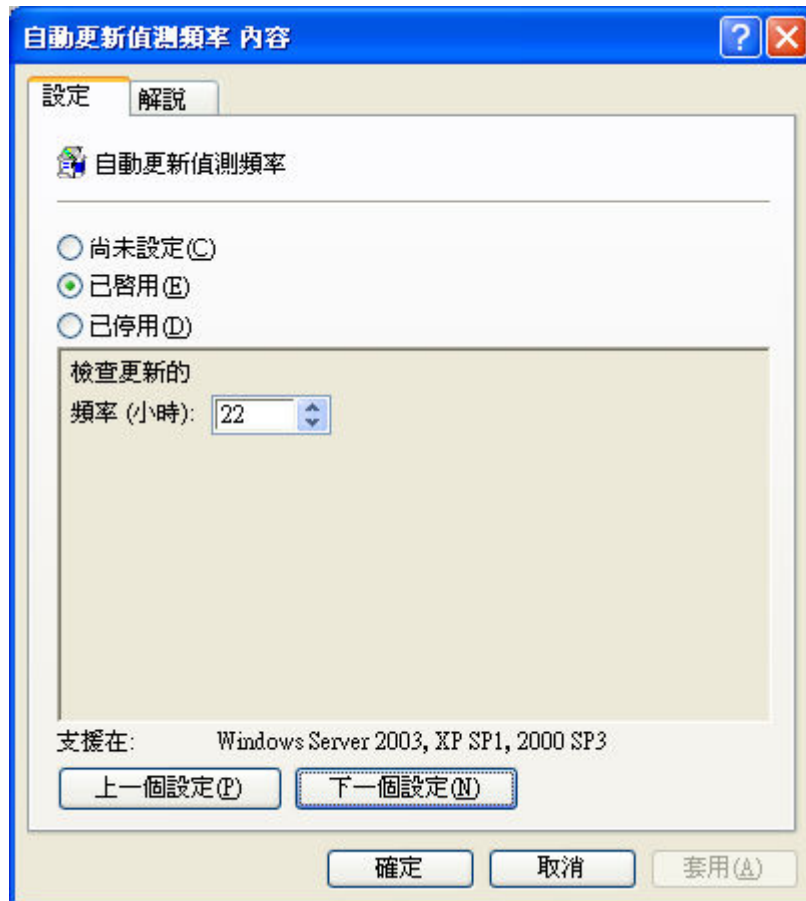 自動更新偵測頻率 內容
設定 解說
自動更新偵測頻率
尚未設定(C)
已啓用(E)
已停用(D)
檢查更新的
頻率 (小時): 22
支援在: Windows Server 2003, XP SP1, 2000 SP3
上一個設定(P) 下一個設定(N)
確定 取消 套用(A)